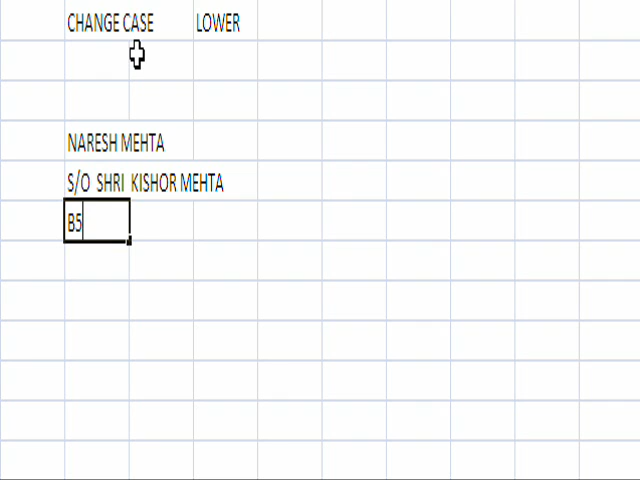 CHANGE CASE LOWER
NARESH MEHTA
S/O SHRI KISHOR MEHTA
B5